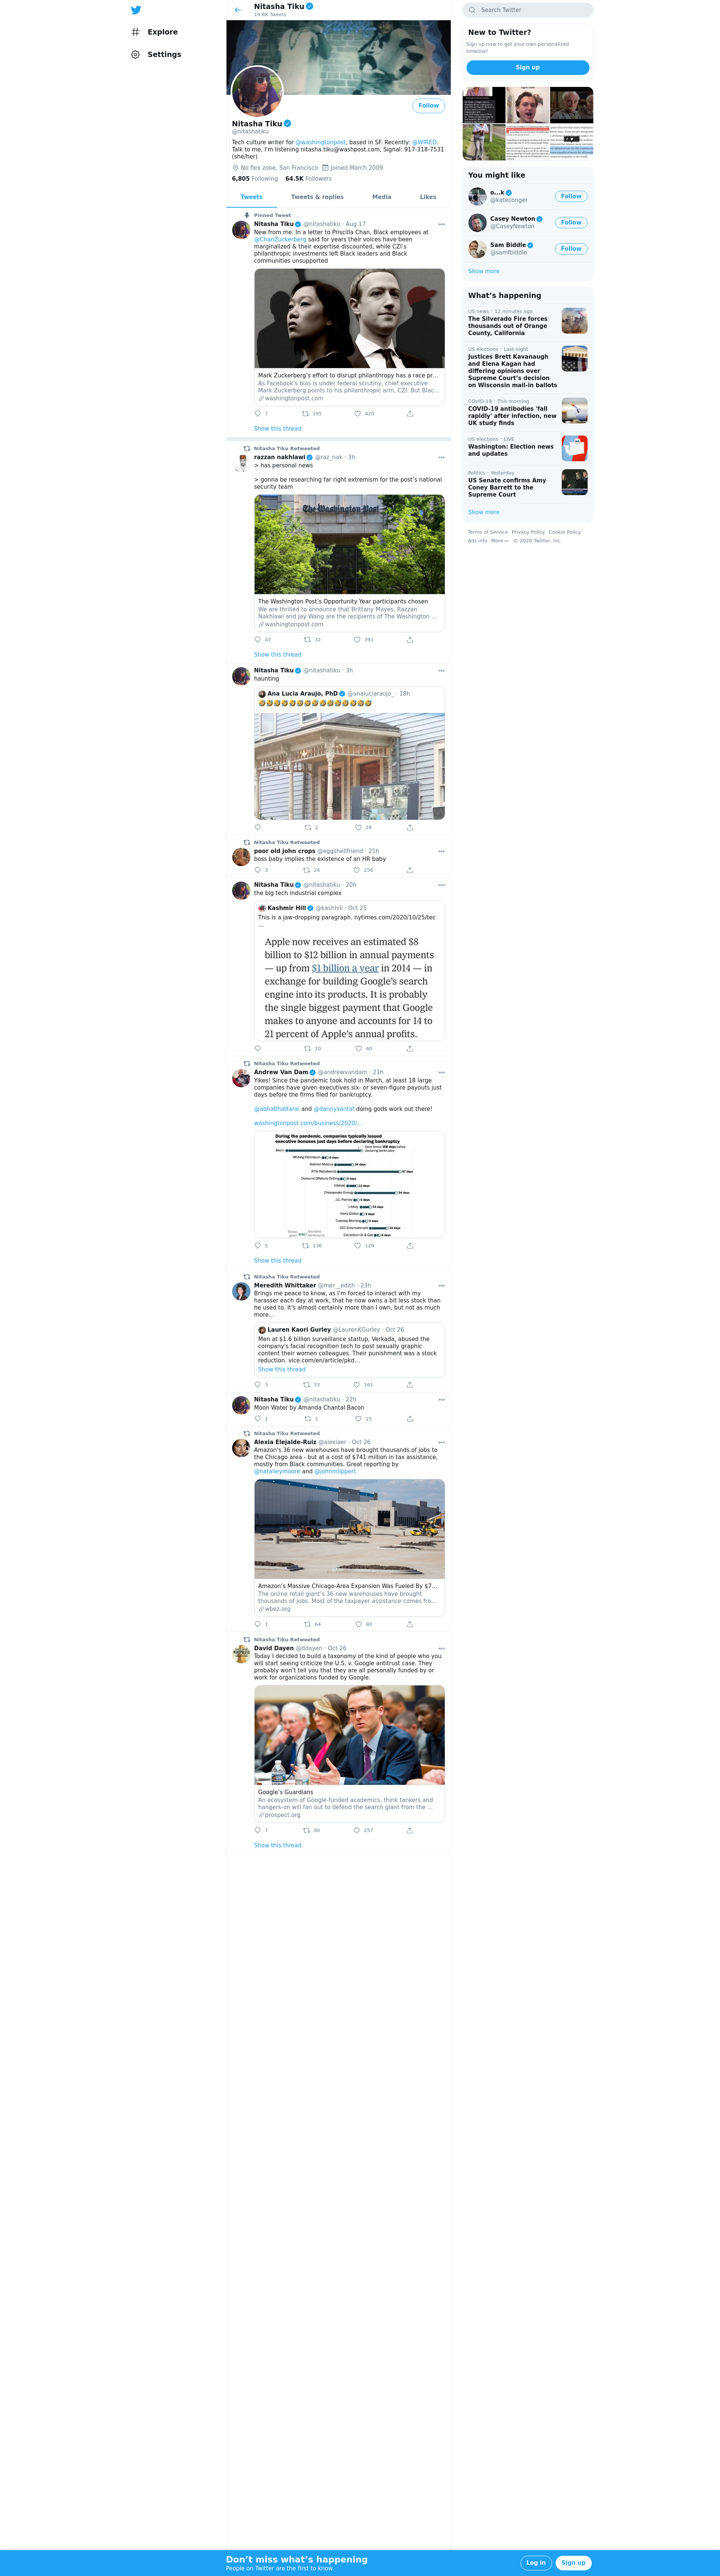 Explore
Settings
Nitasha Tiku
19.6K Tweets
Follow
Nitasha Tiku
@nitashatiku
Tech culture writer for @washingtonpost, based in SF. Recently: @WIRED.
Talk to me, I'm listening nitasha.tiku@washpost.com, Signal: 917-318-7531
(she/her)
No flex zone, San Francisco Joined March 2009
6,805 Following 64.5K Followers
Tweets Tweets & replies Media Likes
Pinned Tweet
Nitasha Tiku @nitashatiku · Aug 17
New from me. In a letter to Priscilla Chan, Black employees at
@ChanZuckerberg said for years their voices have been
marginalized & their expertise discounted, while CZI's
philanthropic investments left Black leaders and Black
communities unsupported
Mark Zuckerberg's effort to disrupt philanthropy has a race pr...
As Facebook's bias is under federal scrutiny, chief executive
Mark Zuckerberg points to his philanthropic arm, CZI. But Blac...
washingtonpost.com
7 195 420
Show this thread
Nitasha Tiku Retweeted
razzan nakhlawi @raz_nak · 3h
> has personal news
> gonna be researching far right extremism for the post's national
security team
The Washington Post
The Washington Post's Opportunity Year participants chosen
We are thrilled to announce that Brittany Mayes, Razzan
Nakhlawi and Jay Wang are the recipients of The Washington ...
washingtonpost.com
47 32 391
Show this thread
Nitasha Tiku @nitashatiku · 3h
haunting
Ana Lucia Araujo, PhD @analuciaraujo_ · 18h
🤣🤣🤣🤣🤣🤣🤣🤣🤣🤣🤣🤣🤣🤣🤣
2 28
Nitasha Tiku Retweeted
poor old john crops @eggshellfriend · 21h
boss baby implies the existence of an HR baby
3 24 256
Nitasha Tiku @nitashatiku · 20h
the big tech industrial complex
Kashmir Hill @kashhill · Oct 25
This is a jaw-dropping paragraph. nytimes.com/2020/10/25/tec
...
Apple now receives an estimated $8
billion to $12 billion in annual payments
— up from $1 billion a year in 2014 — in
exchange for building Google's search
engine into its products. It is probably
the single biggest payment that Google
makes to anyone and accounts for 14 to
21 percent of Apple's annual profits.
10 40
Nitasha Tiku Retweeted
Andrew Van Dam @andrewvandam · 21h
Yikes! Since the pandemic took hold in March, at least 18 large
companies have given executives six- or seven-figure payouts just
days before the firms filed for bankruptcy.
@abhabhattarai and @dannysantaf doing gods work out there!
washingtonpost.com/business/2020/...
During the pandemic, companies typically issued
executive bonuses just days before declaring bankruptcy
5 136 129
Show this thread
Nitasha Tiku Retweeted
Meredith Whittaker @mer__edith · 23h
Brings me peace to know, as I'm forced to interact with my
harasser each day at work, that he now owns a bit less stock than
he used to. It's almost certainly more than I own, but not as much
more...
Lauren Kaori Gurley @LaurenKGurley · Oct 26
Men at $1.6 billion surveillance startup, Verkada, abused the
company's facial recognition tech to post sexually graphic
content their women colleagues. Their punishment was a stock
reduction. vice.com/en/article/pkd...
Show this thread
3 33 161
Nitasha Tiku @nitashatiku · 22h
Moon Water by Amanda Chantal Bacon
1 1 15
Nitasha Tiku Retweeted
Alexia Elejalde-Ruiz @alexiaer · Oct 26
Amazon's 36 new warehouses have brought thousands of jobs to
the Chicago area - but at a cost of $741 million in tax assistance,
mostly from Black communities. Great reporting by
@natalieymoore and @johnmlippert
Amazon's Massive Chicago-Area Expansion Was Fueled By $7...
The online retail giant's 36 new warehouses have brought
thousands of jobs. Most of the taxpayer assistance comes fro...
wbez.org
1 64 80
Nitasha Tiku Retweeted
David Dayen @ddayen · Oct 26
Today I decided to build a taxonomy of the kind of people who you
will start seeing criticize the U.S. v. Google antitrust case. They
probably won't tell you that they are all personally funded by or
work for organizations funded by Google.
Google's Guardians
An ecosystem of Google-funded academics, think tankers and
hangers-on will fan out to defend the search giant from the ...
prospect.org
7 90 257
Show this thread
Search Twitter
New to Twitter?
Sign up now to get your own personalized
timeline!
Sign up
You might like
o...k
@kateconger
Follow
Casey Newton
@CaseyNewton
Follow
Sam Biddle
@samfbiddle
Follow
Show more
What's happening
US news · 12 minutes ago
The Silverado Fire forces
thousands out of Orange
County, California
US elections · Last night
Justices Brett Kavanaugh
and Elena Kagan had
differing opinions over
Supreme Court's decision
on Wisconsin mail-in ballots
COVID-19 · This morning
COVID-19 antibodies 'fall
rapidly' after infection, new
UK study finds
US elections · LIVE
Washington: Election news
and updates
Politics · Yesterday
US Senate confirms Amy
Coney Barrett to the
Supreme Court
Show more
Terms of Service Privacy Policy Cookie Policy
Ads info More © 2020 Twitter, Inc.
Don't miss what's happening
People on Twitter are the first to know.
Log in
Sign up